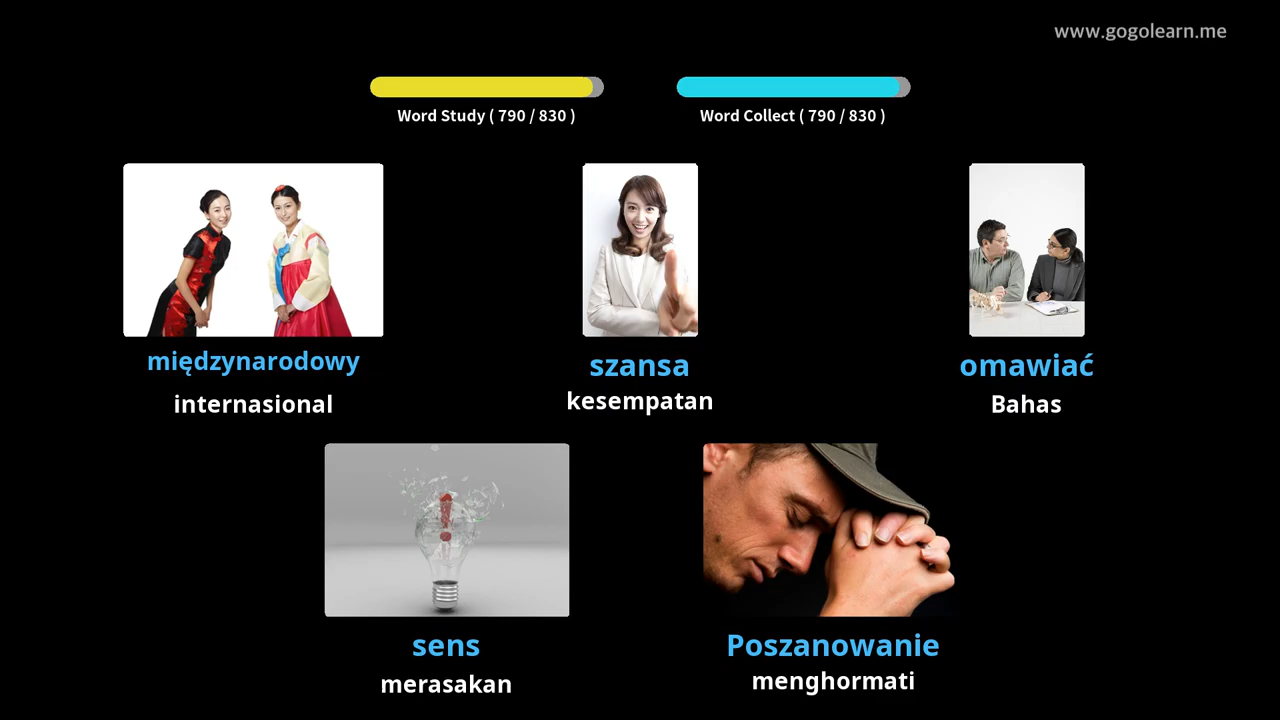 www.gogolearn.me
Word Study ( 790 / 830 )
Word Collect ( 790 / 830 )
międzynarodowy
internasional
szansa
kesempatan
omawiać
Bahas
sens
merasakan
Poszanowanie
menghormati